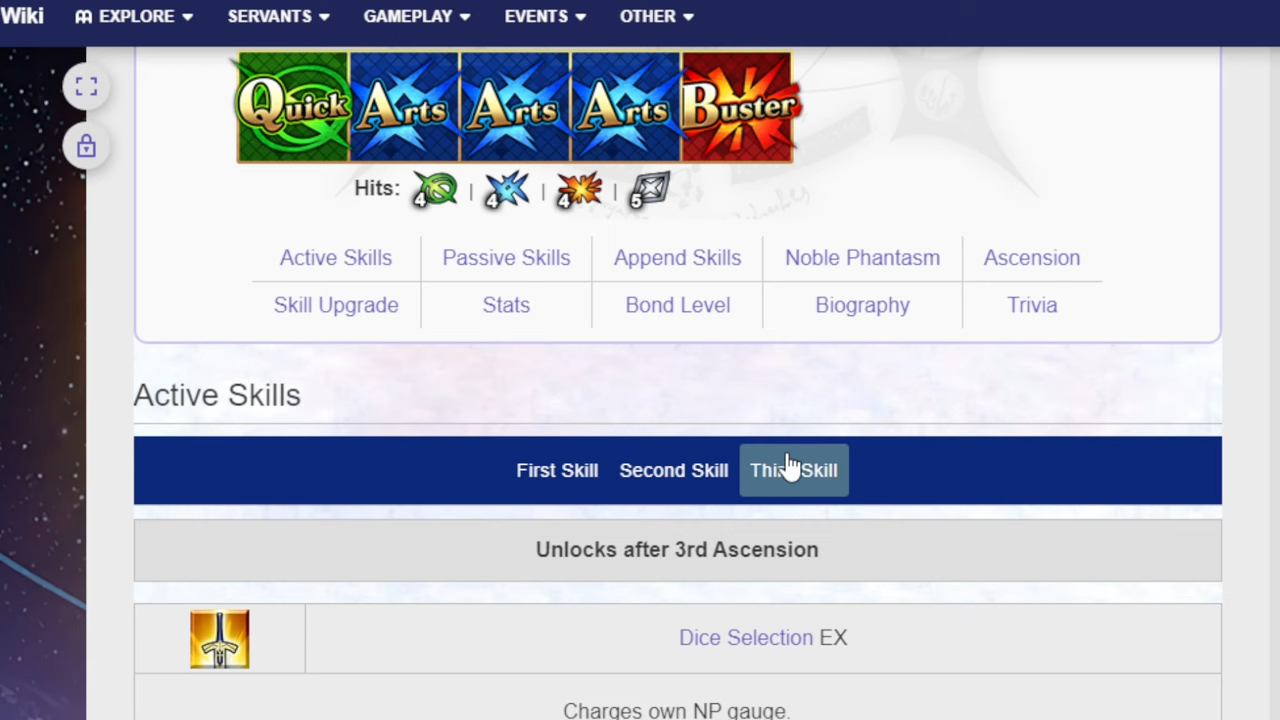 Wiki EXPLORE SERVANTS GAMEPLAY EVENTS OTHER
Quick Arts Arts Arts Buster
Hits: 4 | 4 | 4 | 5
Active Skills Passive Skills Append Skills Noble Phantasm Ascension
Skill Upgrade Stats Bond Level Biography Trivia
Active Skills
First Skill Second Skill Third Skill
Unlocks after 3rd Ascension
Dice Selection EX
Charges own NP gauge.